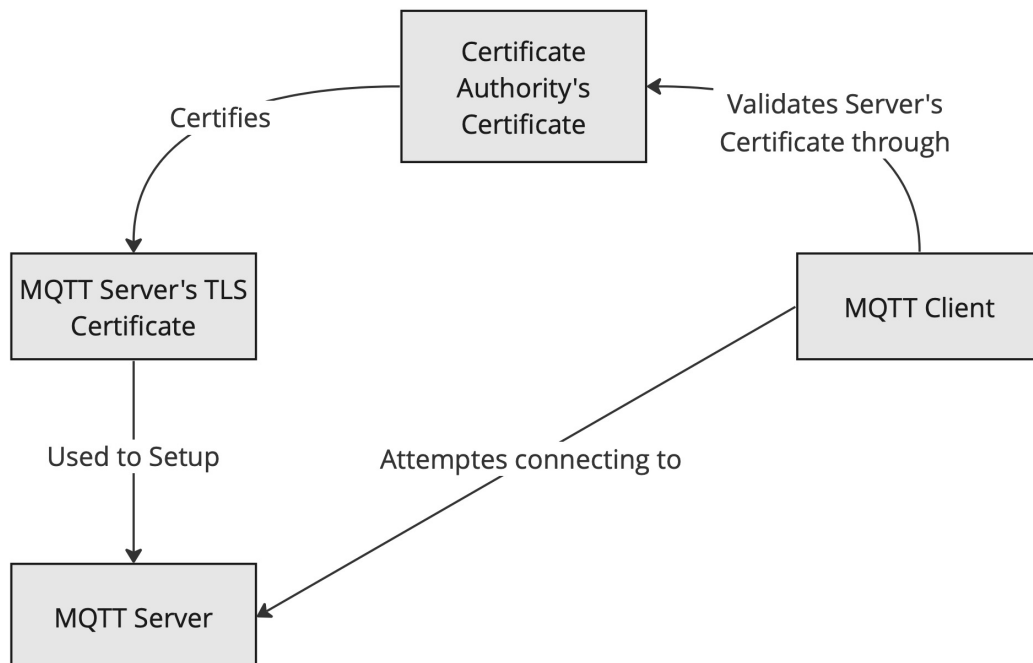 Certificate
Authority's
Certificate
Certifies
Validates Server's
Certificate through
MQTT Server's TLS
Certificate
MQTT Client
Used to Setup
Attemptes connecting to
MQTT Server